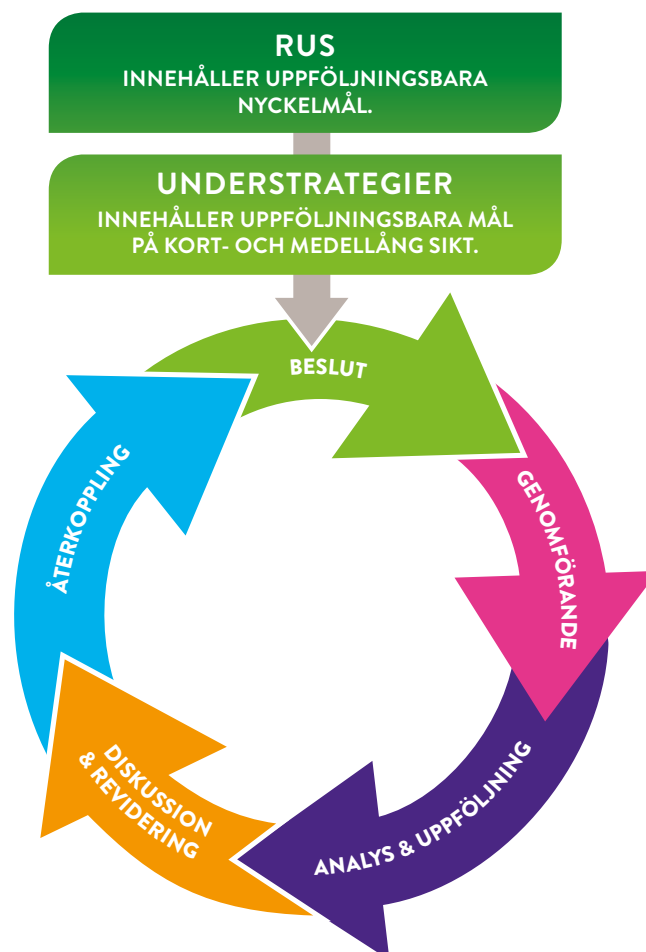 RUS
INNEHÅLLER UPPFÖLJNINGSBARA
NYCKELMÅL.
UNDERSTRATEGIER
INNEHÅLLER UPPFÖLJNINGSBARA MÅL
PÅ KORT- OCH MEDELLÅNG SIKT.
BESLUT
GENOMFÖRANDE
ANALYS & UPPFÖLJNING
DISKUSSION
& REVIDERING
ÅTERKOPPLING